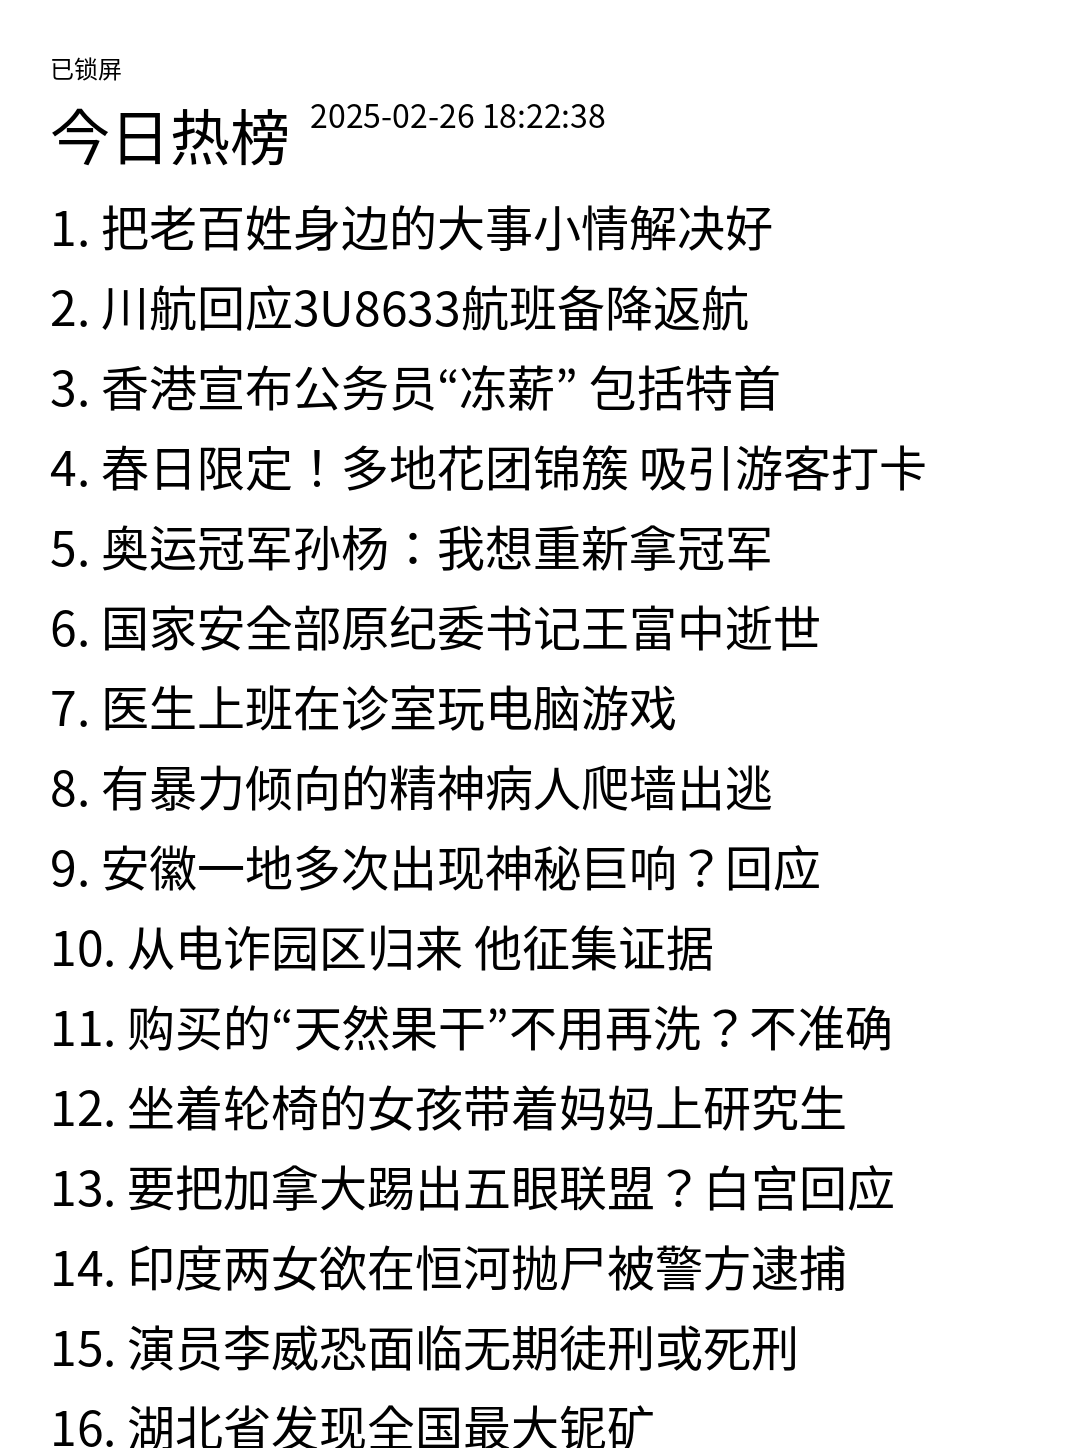 已锁屏
今日热榜 2025-02-26 18:22:38
1. 把老百姓身边的大事小情解决好
2. 川航回应3U8633航班备降返航
3. 香港宣布公务员“冻薪” 包括特首
4. 春日限定！多地花团锦簇 吸引游客打卡
5. 奥运冠军孙杨：我想重新拿冠军
6. 国家安全部原纪委书记王富中逝世
7. 医生上班在诊室玩电脑游戏
8. 有暴力倾向的精神病人爬墙出逃
9. 安徽一地多次出现神秘巨响？回应
10. 从电诈园区归来 他征集证据
11. 购买的“天然果干”不用再洗？不准确
12. 坐着轮椅的女孩带着妈妈上研究生
13. 要把加拿大踢出五眼联盟？白宫回应
14. 印度两女欲在恒河抛尸被警方逮捕
15. 演员李威恐面临无期徒刑或死刑
16. 湖北省发现全国最大铌矿